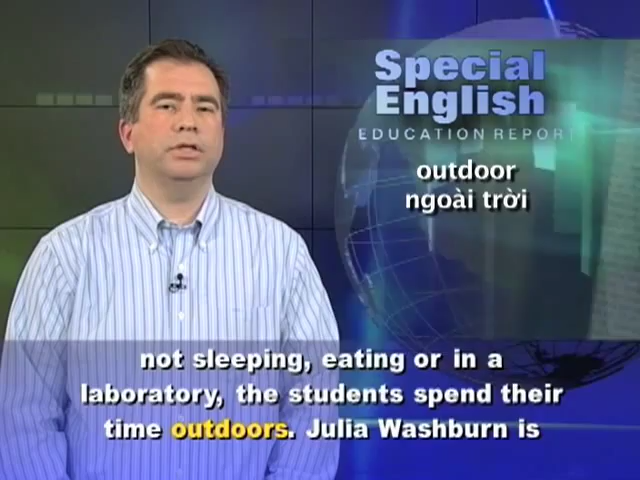 Special
English
EDUCATION REPORT
outdoor
ngoài trời
not sleeping, eating or in a
laboratory, the students spend their
time outdoors. Julia Washburn is